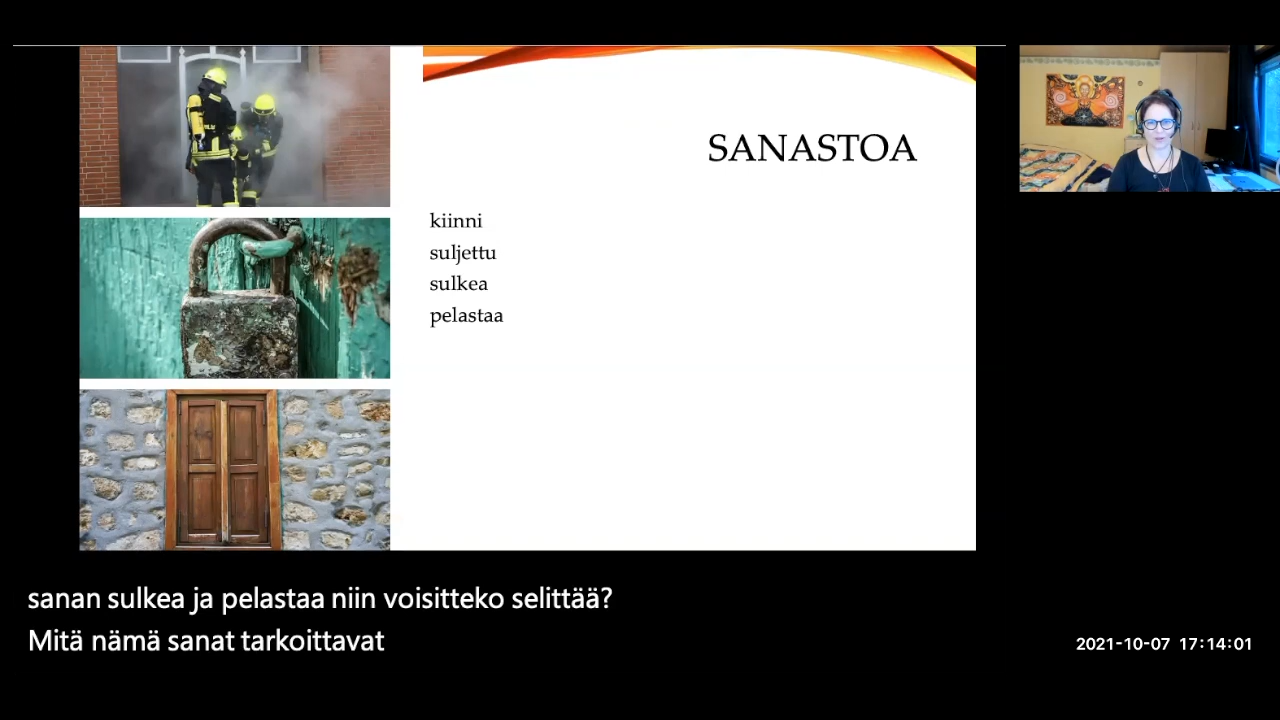 SANASTOA
kiinni
suljettu
sulkea
pelastaa
sanan sulkea ja pelastaa niin voisitteko selittää?
Mitä nämä sanat tarkoittavat
2021-10-07 17:14:01